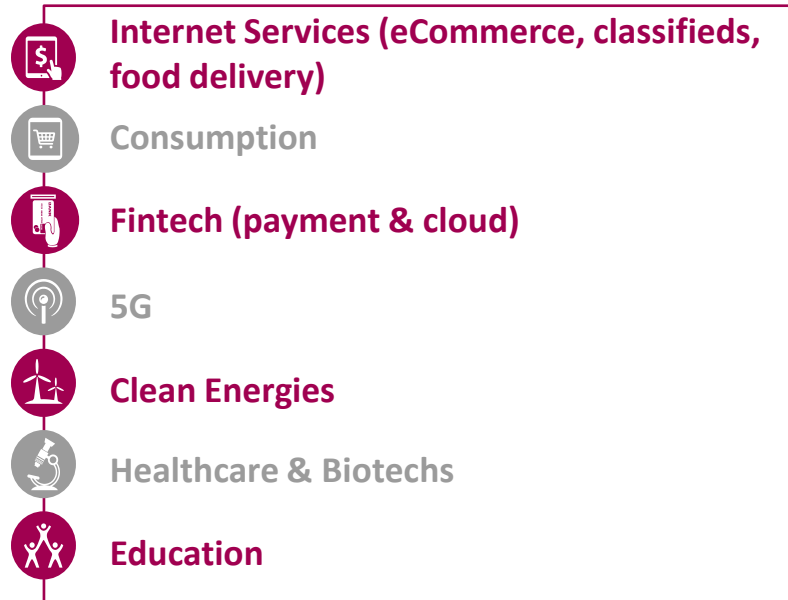 Internet Services (eCommerce, classifieds,
food delivery)
Consumption
Fintech (payment & cloud)
5G
Clean Energies
Healthcare & Biotechs
Education